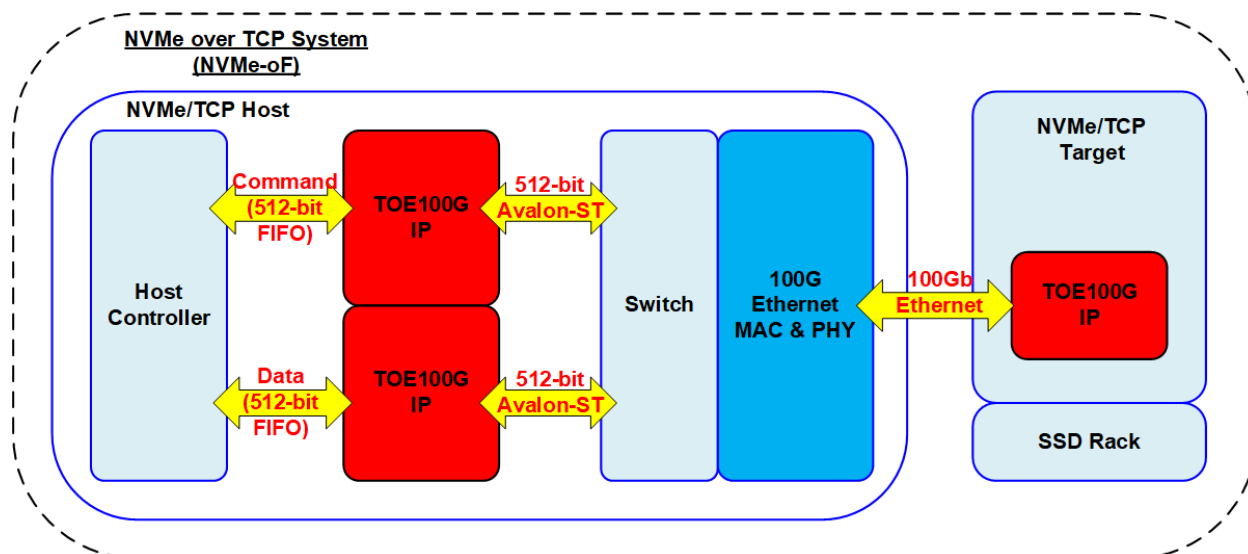 NVMe over TCP System
(NVMe-oF)
NVMe/TCP Host
Host
Controller
Command
(512-bit
FIFO)
Data
(512-bit
FIFO)
TOE100G
IP
TOE100G
IP
512-bit
Avalon-ST
512-bit
Avalon-ST
Switch
100G
Ethernet
MAC & PHY
100Gb
Ethernet
NVMe/TCP
Target
TOE100G
IP
SSD Rack